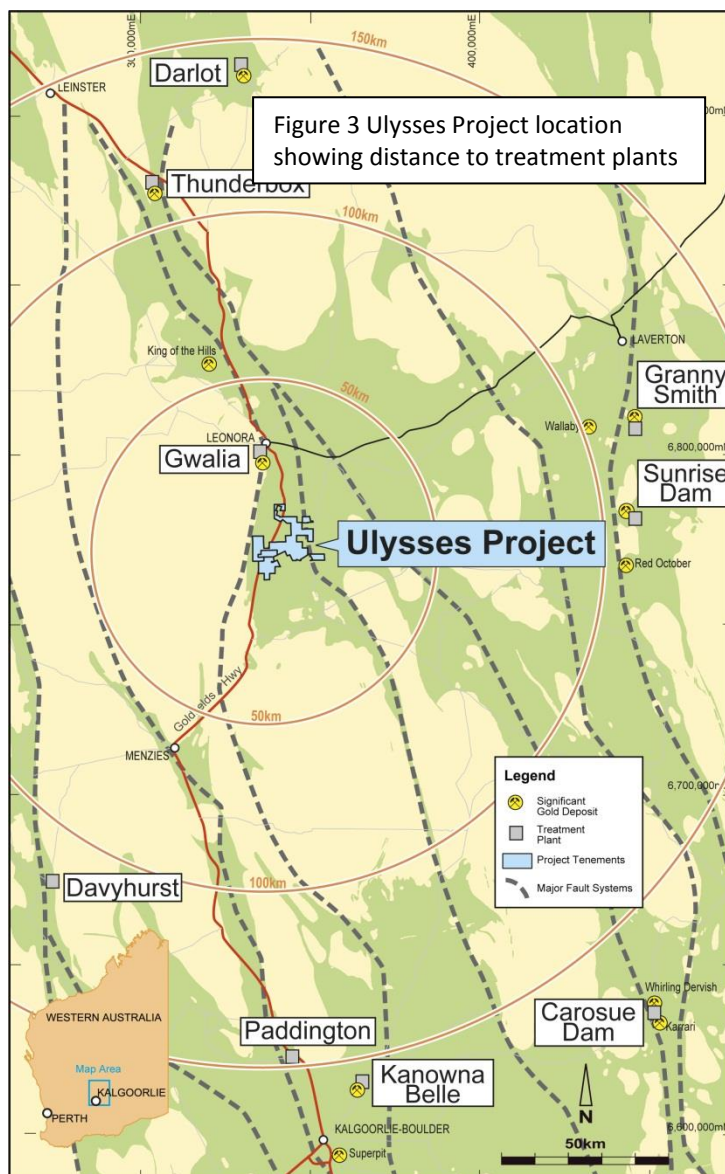 300,000mE
400,000mE
150km
Darlot
LEINSTER
Figure 3 Ulysses Project location
showing distance to treatment plants
Thunderbox
100km
LAVERTON
King of the Hills
Granny
Smith
50km
Wallaby
LEONORA
6,800,000m
Gwalia
Sunrise
Dam
Ulysses Project
Red October
Goldfields Hwy
50km
MENZIES
Legend
Significant
Gold Deposit
Treatment
Plant
Project Tenements
Major Fault Systems
6,700,000m
Davyhurst
100km
WESTERN AUSTRALIA
Map Area
KALGOORLIE
PERTH
Whirling Dervish
Carosue
Dam
Karari
Paddington
Kanowna
Belle
N
KALGOORLIE-BOULDER
6,600,000m
50km
Superpit